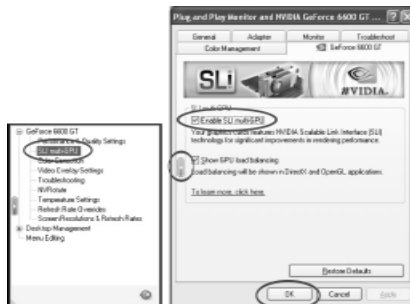 GeForce 6600 GT
Performance & Quality Settings
SLI multi-GPU
Color Correction
Video Overlay Settings
Troubleshooting
NVRotate
Temperature Settings
Refresh Rate Overrides
Screen Resolutions & Refresh Rates
Desktop Management
Menu Editing
Plug and Play Monitor and NVIDIA GeForce 6600 GT ...
General Adapter Monitor Troubleshoot
Color Management GeForce 6600 GT
SLI NVIDIA.
SLI multi-GPU
Enable SLI multi-GPU
Your graphics cards features NVIDIA Scalable Link Interface (SLI)
technology for significant improvements in rendering performance.
Show GPU load balancing
Load balancing will be shown in Direct3D and OpenGL applications.
To learn more, click here.
Restore Defaults
OK Cancel Apply